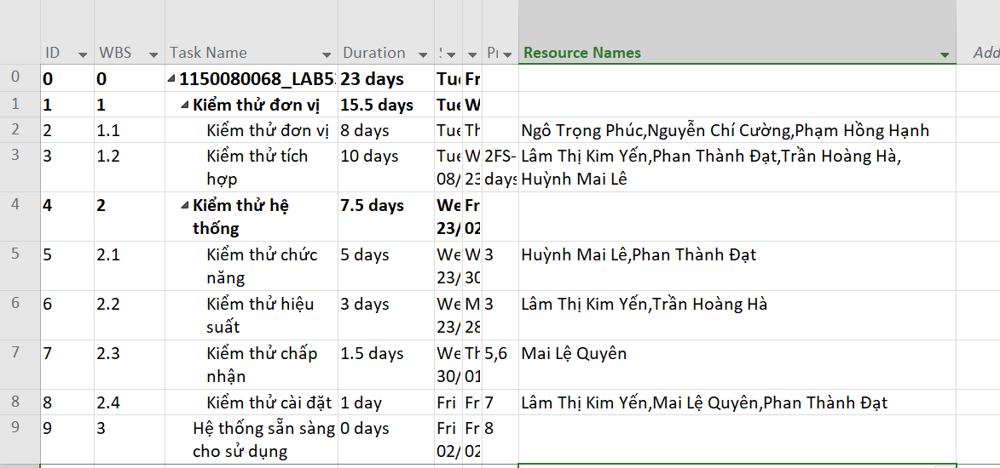 ID WBS Task Name Duration S Pr Resource Names Add
0 0 0 1150080068_LAB5 23 days Tue Fr
1 1 1 Kiểm thử đơn vị 15.5 days Tue W
2 2 1.1 Kiểm thử đơn vị 8 days Tue Th Ngô Trọng Phúc,Nguyễn Chí Cường,Phạm Hồng Hạnh
3 3 1.2 Kiểm thử tích 10 days Tue W 2FS- Lâm Thị Kim Yến,Phan Thành Đạt,Trần Hoàng Hà,
hợp 08/ 23 days Huỳnh Mai Lê
4 4 2 Kiểm thử hệ 7.5 days We Fr
thống 23/ 02
5 5 2.1 Kiểm thử chức 5 days We W 3 Huỳnh Mai Lê,Phan Thành Đạt
năng 23/ 30
6 6 2.2 Kiểm thử hiệu 3 days We M 3 Lâm Thị Kim Yến,Trần Hoàng Hà
suất 23/ 28
7 7 2.3 Kiểm thử chấp 1.5 days We Th 5,6 Mai Lệ Quyên
nhận 30/ 01
8 8 2.4 Kiểm thử cài đặt 1 day Fri Fr 7 Lâm Thị Kim Yến,Mai Lệ Quyên,Phan Thành Đạt
9 9 3 Hệ thống sẵn sàng 0 days Fri Fr 8
cho sử dụng 02/ 02